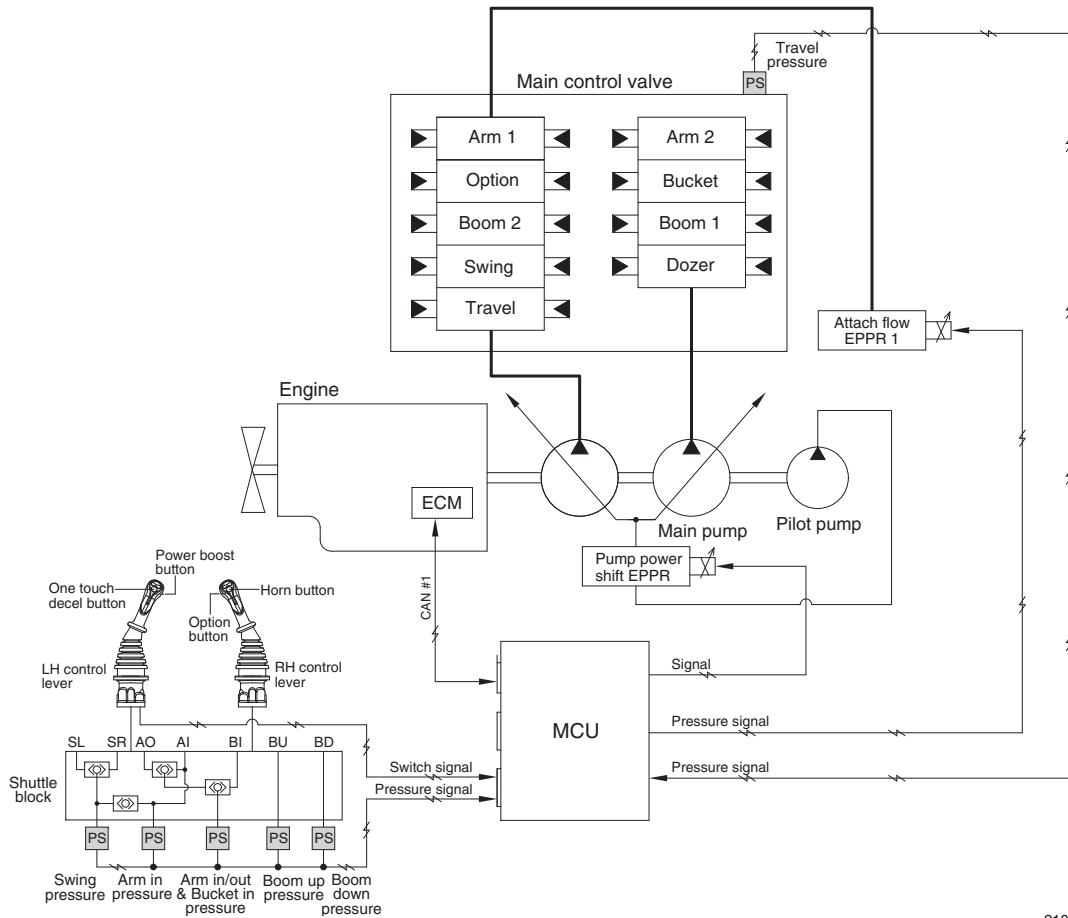 Travel
pressure
PS
Main control valve
Arm 1
Arm 2
Option
Bucket
Boom 2
Boom 1
Swing
Dozer
Travel
Attach flow
EPPR 1
Engine
ECM
Main pump
Pilot pump
Pump power
shift EPPR
CAN #1
Power boost
button
One touch
decel button
Horn button
Option
button
LH control
lever
RH control
lever
Signal
MCU
Pressure signal
Pressure signal
Switch signal
Pressure signal
SL SR AO AI BI BU BD
Shuttle
block
PS PS PS PS PS
Swing
pressure
Arm in
pressure
Arm in/out
& Bucket in
pressure
Boom up
pressure
Boom
down
pressure